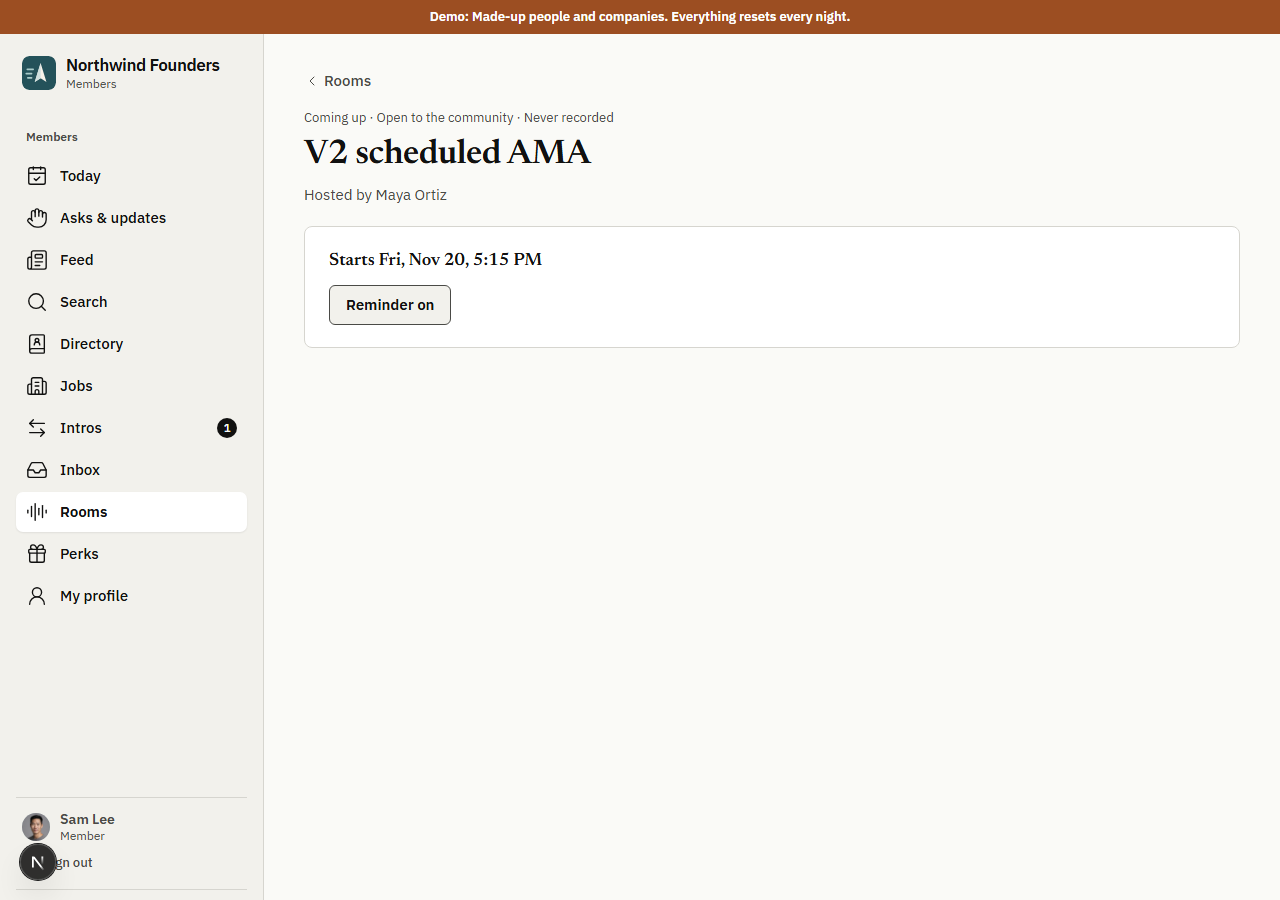 Demo: Made-up people and companies. Everything resets every night.
Northwind Founders
Members
Members
Today
Asks & updates
Feed
Search
Directory
Jobs
Intros
1
Inbox
Rooms
Perks
My profile
Sam Lee
Member
N
gn out
Rooms
Coming up · Open to the community · Never recorded
V2 scheduled AMA
Hosted by Maya Ortiz
Starts Fri, Nov 20, 5:15 PM
Reminder on